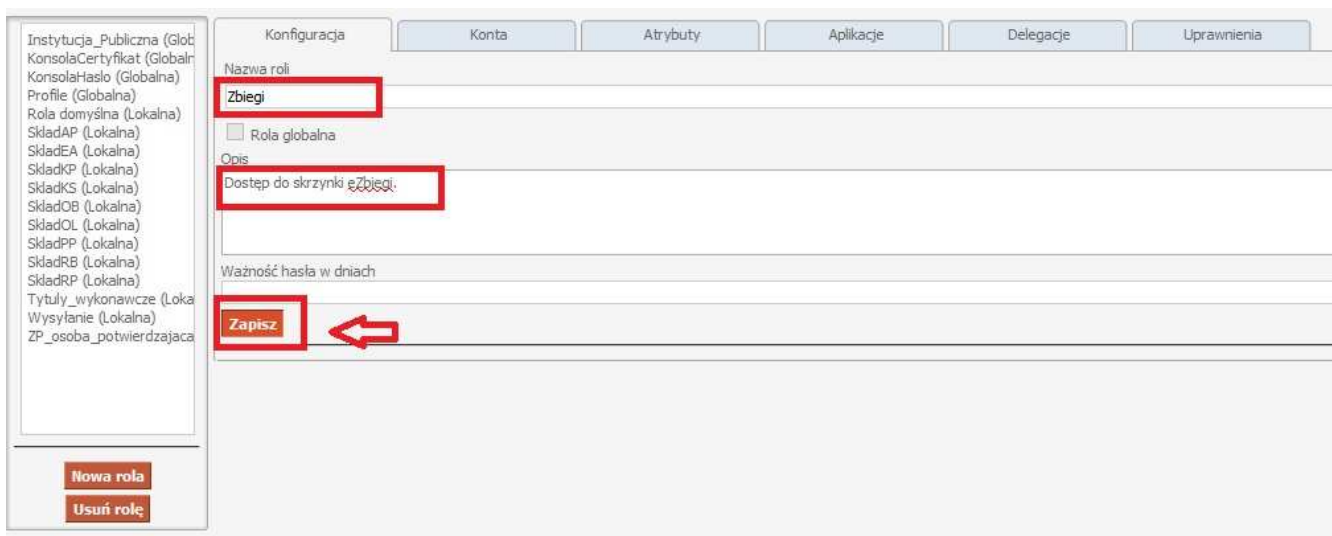 Instytucja_Publiczna (Glob
KonsolaCertyfikat (Globaln
KonsolaHaslo (Globalna)
Profile (Globalna)
Rola domyślna (Lokalna)
SkladAP (Lokalna)
SkladEA (Lokalna)
SkladKP (Lokalna)
SkladKS (Lokalna)
SkladOB (Lokalna)
SkladOL (Lokalna)
SkladPP (Lokalna)
SkladRB (Lokalna)
SkladRP (Lokalna)
Tytuly_wykonawcze (Loka
Wysyłanie (Lokalna)
ZP_osoba_potwierdzajaca
Nowa rola
Usuń rolę
Konfiguracja Konta Atrybuty Aplikacje Delegacje Uprawnienia
Nazwa roli
Zbiegi
Rola globalna
Opis
Dostęp do skrzynki eZbiegi.
Ważność hasła w dniach
Zapisz